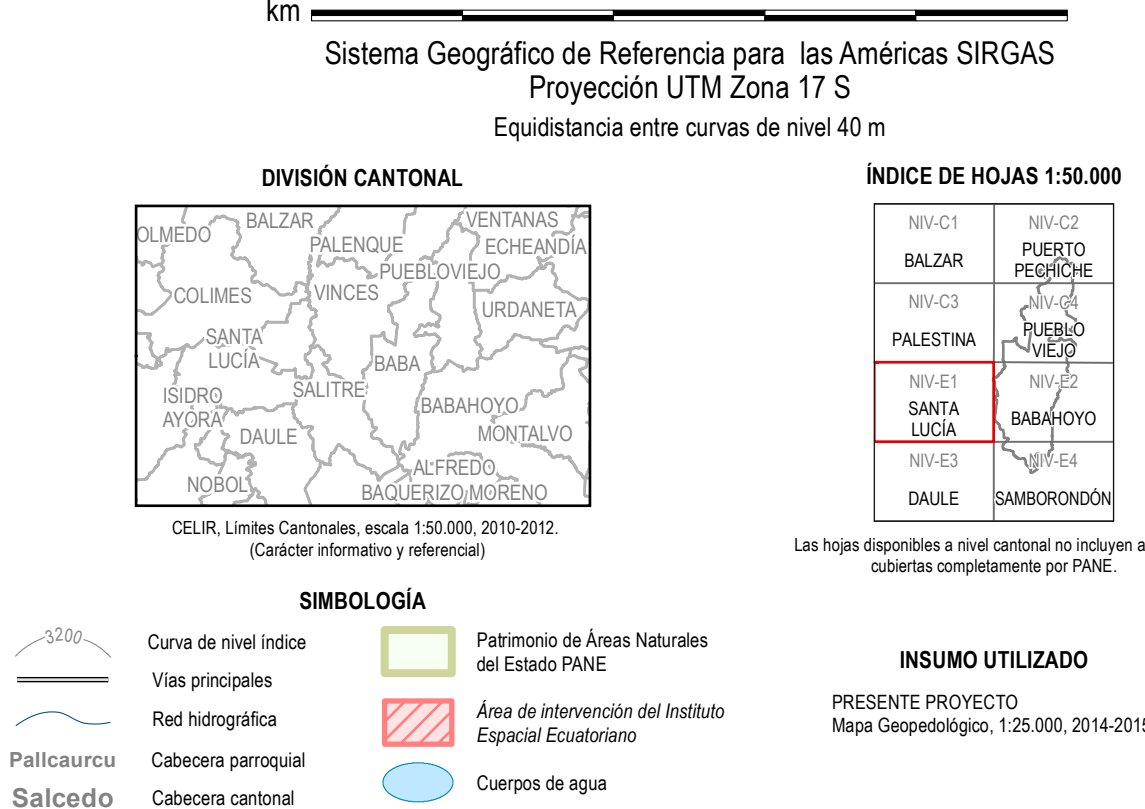 km
Sistema Geográfico de Referencia para las Américas SIRGAS
Proyección UTM Zona 17 S
Equidistancia entre curvas de nivel 40 m
DIVISIÓN CANTONAL
OLMEDO
BALZAR
VENTANAS
PALENQUE
ECHEANDÍA
PUEBLOVIEJO
COLIMES
VINCES
URDANETA
SANTA
LUCÍA
BABA
ISIDRO
AYORA
SALITRE
BABAHOYO
DAULE
MONTALVO
NOBOL
ALFREDO
BAQUERIZO MORENO
CELIR, Límites Cantonales, escala 1:50.000, 2010-2012.
(Carácter informativo y referencial)
ÍNDICE DE HOJAS 1:50.000
NIV-C1
NIV-C2
BALZAR
PUERTO
PECHICHE
NIV-C3
NIV-C4
PALESTINA
PUEBLO
VIEJO
NIV-E1
NIV-E2
SANTA
LUCÍA
BABAHOYO
NIV-E3
NIV-E4
DAULE
SAMBORONDÓN
Las hojas disponibles a nivel cantonal no incluyen a
cubiertas completamente por PANE.
SIMBOLOGÍA
3200
Curva de nivel índice
Vías principales
Red hidrográfica
Pallcaurcu
Cabecera parroquial
Salcedo
Cabecera cantonal
Patrimonio de Áreas Naturales
del Estado PANE
Área de intervención del Instituto
Espacial Ecuatoriano
Cuerpos de agua
INSUMO UTILIZADO
PRESENTE PROYECTO
Mapa Geopedológico, 1:25.000, 2014-2015